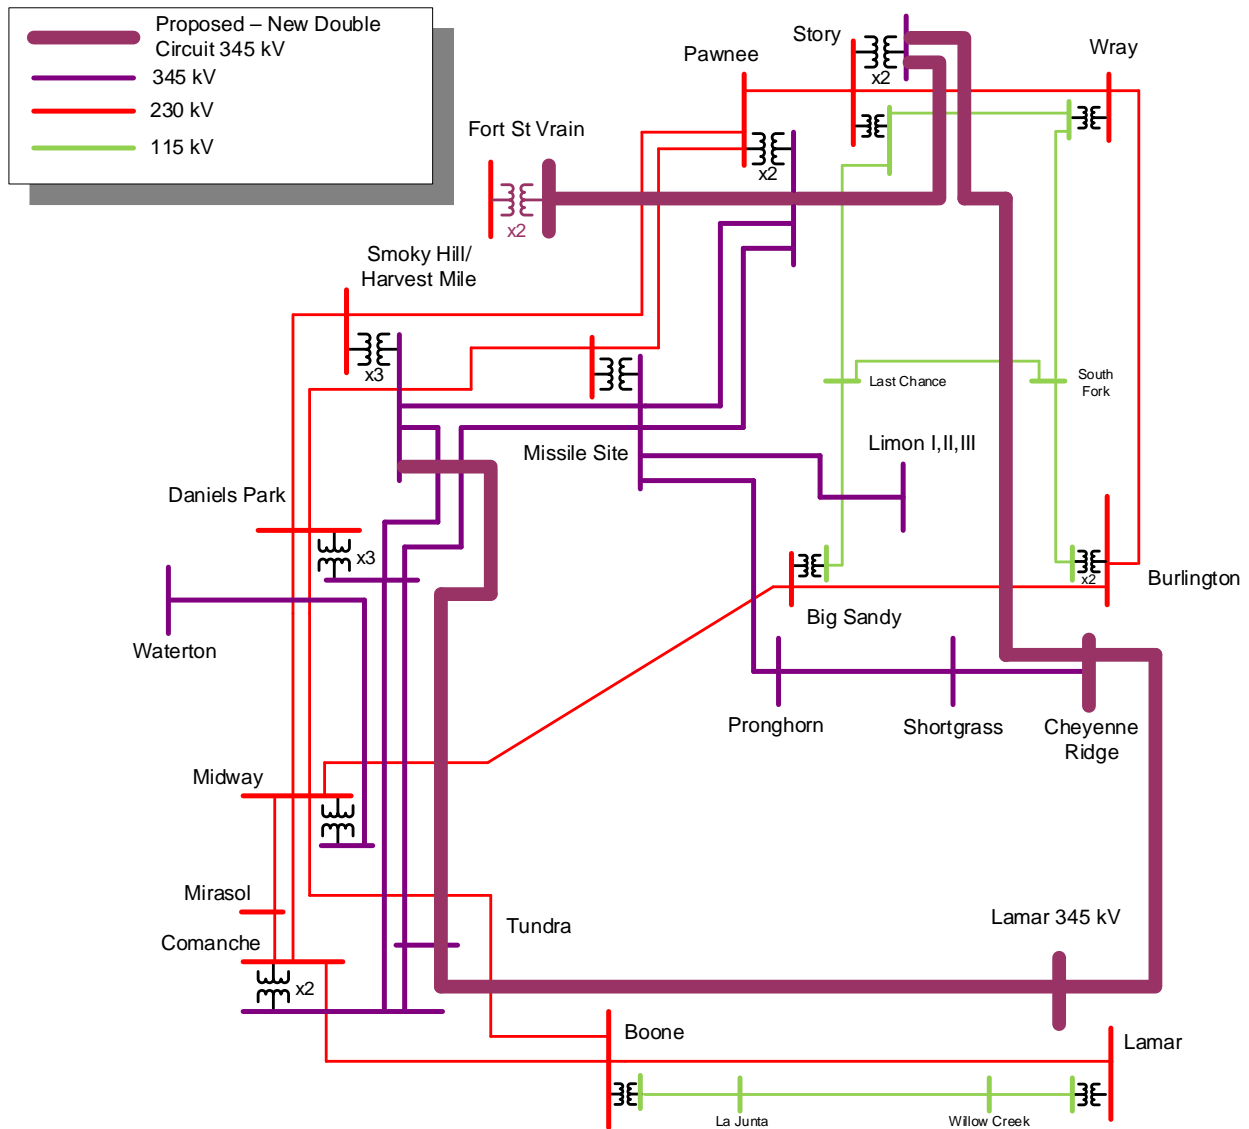 Proposed – New Double
Circuit 345 kV
345 kV
230 kV
115 kV
Story
Pawnee
Wray
x2
Fort St Vrain
x2
x2
Smoky Hill/
Harvest Mile
x3
Last Chance
South
Fork
Missile Site
Limon I,II,III
Daniels Park
x3
x2
Burlington
Big Sandy
Waterton
Pronghorn
Shortgrass
Cheyenne
Ridge
Midway
Mirasol
Tundra
Lamar 345 kV
Comanche
x2
Boone
Lamar
La Junta
Willow Creek